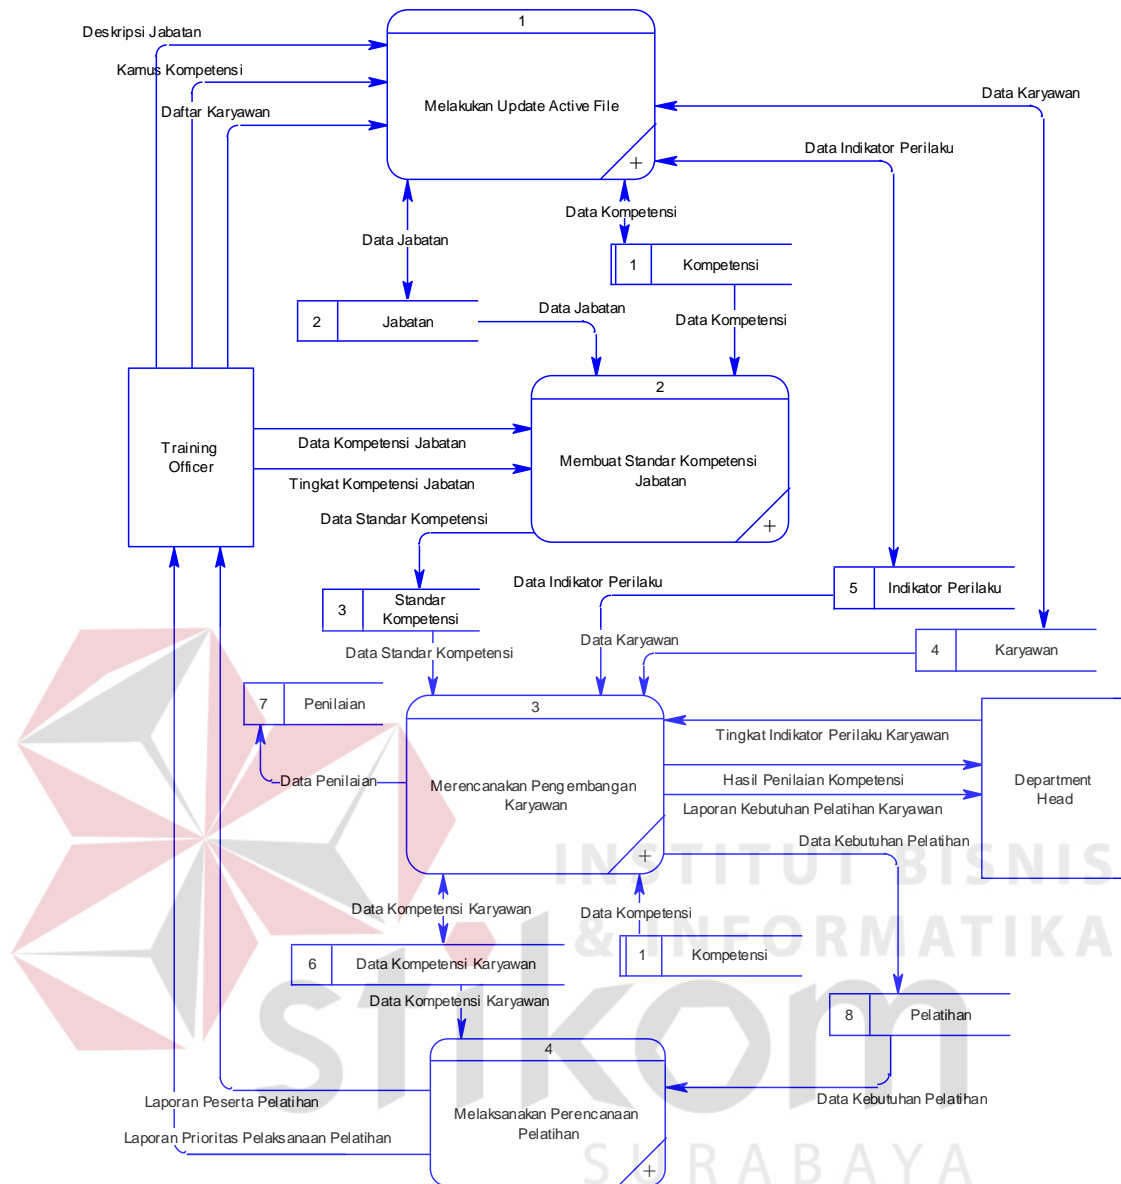 1
Deskripsi Jabatan
Kamus Kompetensi
Melakukan Update Active File
Data Karyawan
Daftar Karyawan
Data Indikator Perilaku
+
Data Kompetensi
Data Jabatan
1
Kompetensi
2
Jabatan
Data Jabatan
Data Kompetensi
2
Training
Officer
Data Kompetensi Jabatan
Membuat Standar Kompetensi
Jabatan
Tingkat Kompetensi Jabatan
Data Standar Kompetensi
+
Data Indikator Perilaku
5
Indikator Perilaku
3
Standar
Kompetensi
Data Karyawan
Data Standar Kompetensi
4
Karyawan
7
Penilaian
3
Tingkat Indikator Perilaku Karyawan
Data Penilaian
Merencanakan Pengembangan
Karyawan
Hasil Penilaian Kompetensi
Department
Head
Laporan Kebutuhan Pelatihan Karyawan
Data Kebutuhan Pelatihan
+
INSTITUT BISNIS
& INFORMATIKA
Data Kompetensi Karyawan
Data Kompetensi
6
Data Kompetensi Karyawan
1
Kompetensi
Data Kompetensi Karyawan
stikom
8
Pelatihan
4
Laporan Peserta Pelatihan
Melaksanakan Perencanaan
Pelatihan
Data Kebutuhan Pelatihan
Laporan Prioritas Pelaksanaan Pelatihan
+
SURABAYA